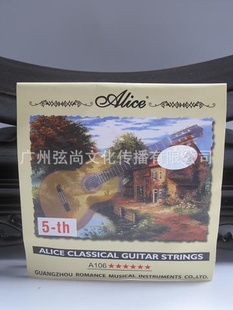 Alice®
广州弦尚文化传播有限公司
5-th
ALICE CLASSICAL GUITAR STRINGS
A106 ★★★★★★
GUANGZHOU ROMANCE MUSICAL INSTRUMENTS CO.,LTD.